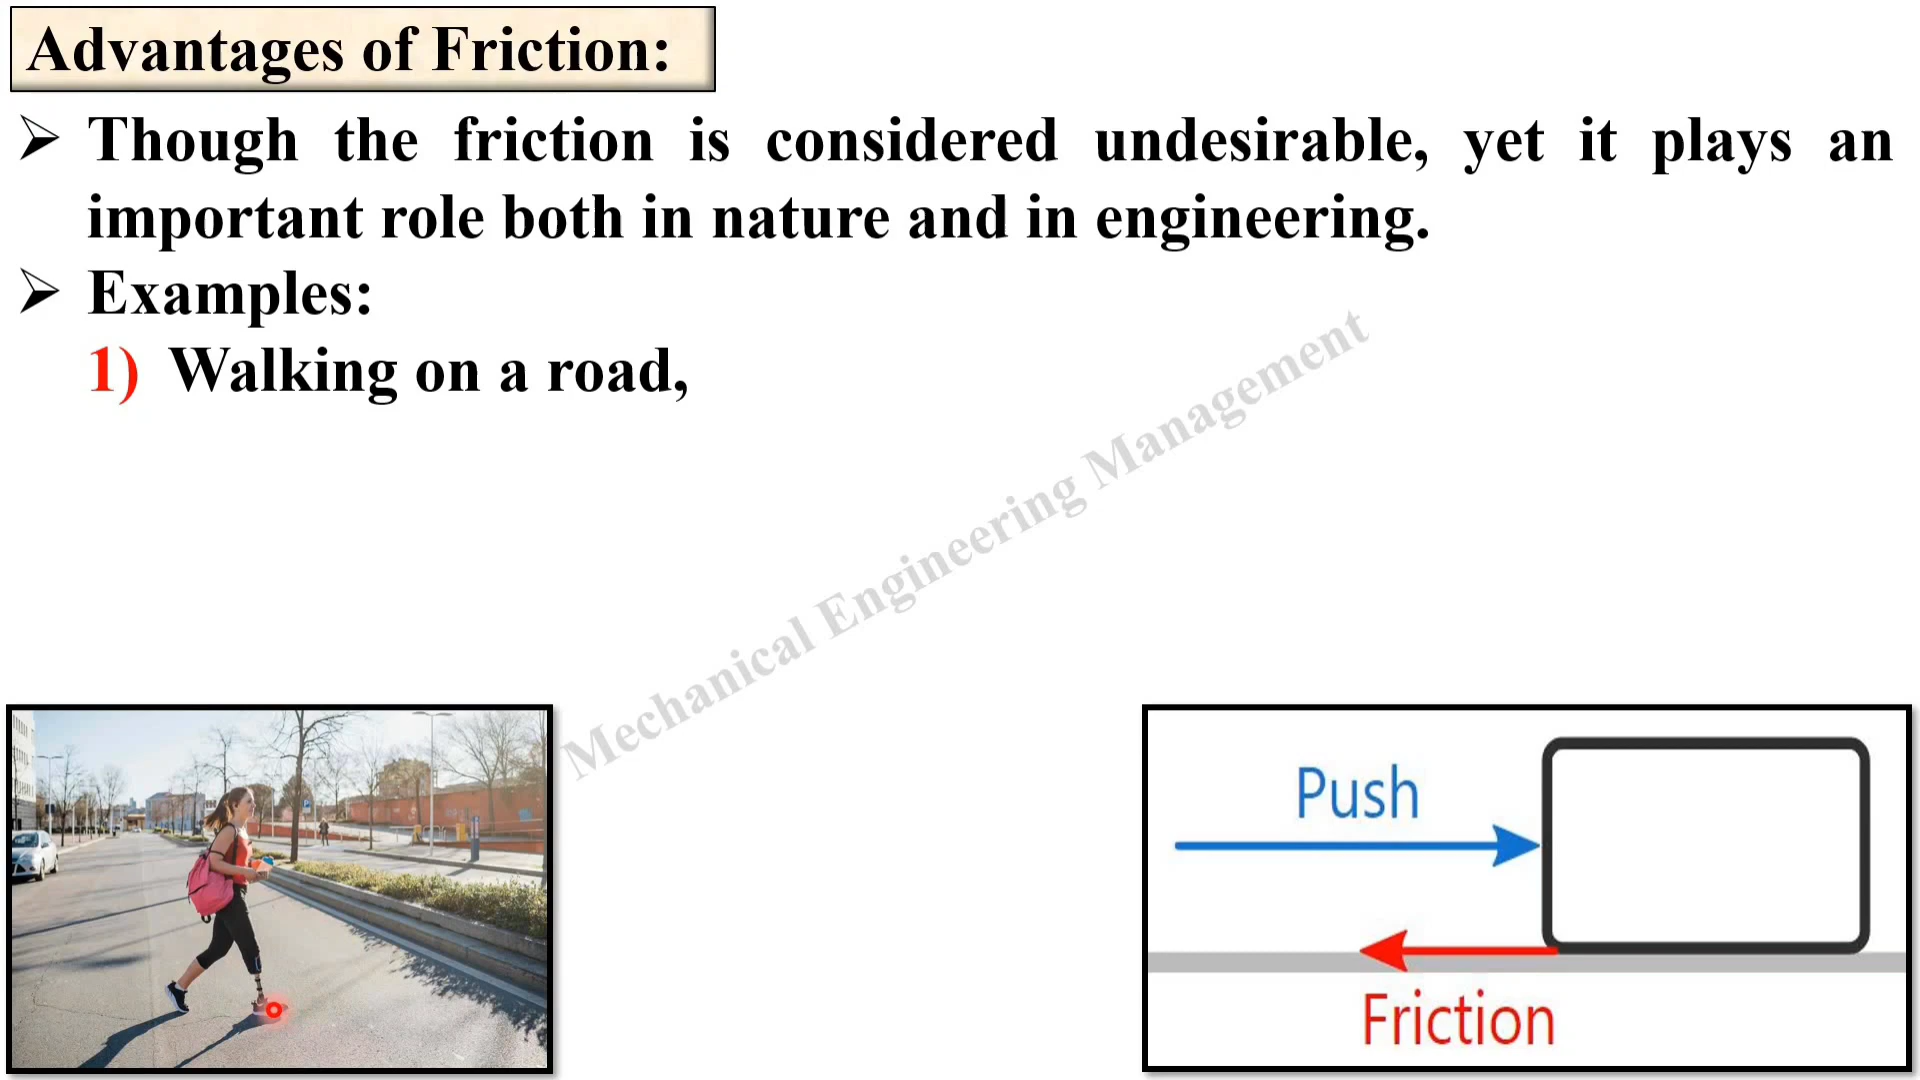 Advantages of Friction:
➢ Though the friction is considered undesirable, yet it plays an
important role both in nature and in engineering.
➢ Examples:
1) Walking on a road,
Mechanical Engineering Management
Push
Friction